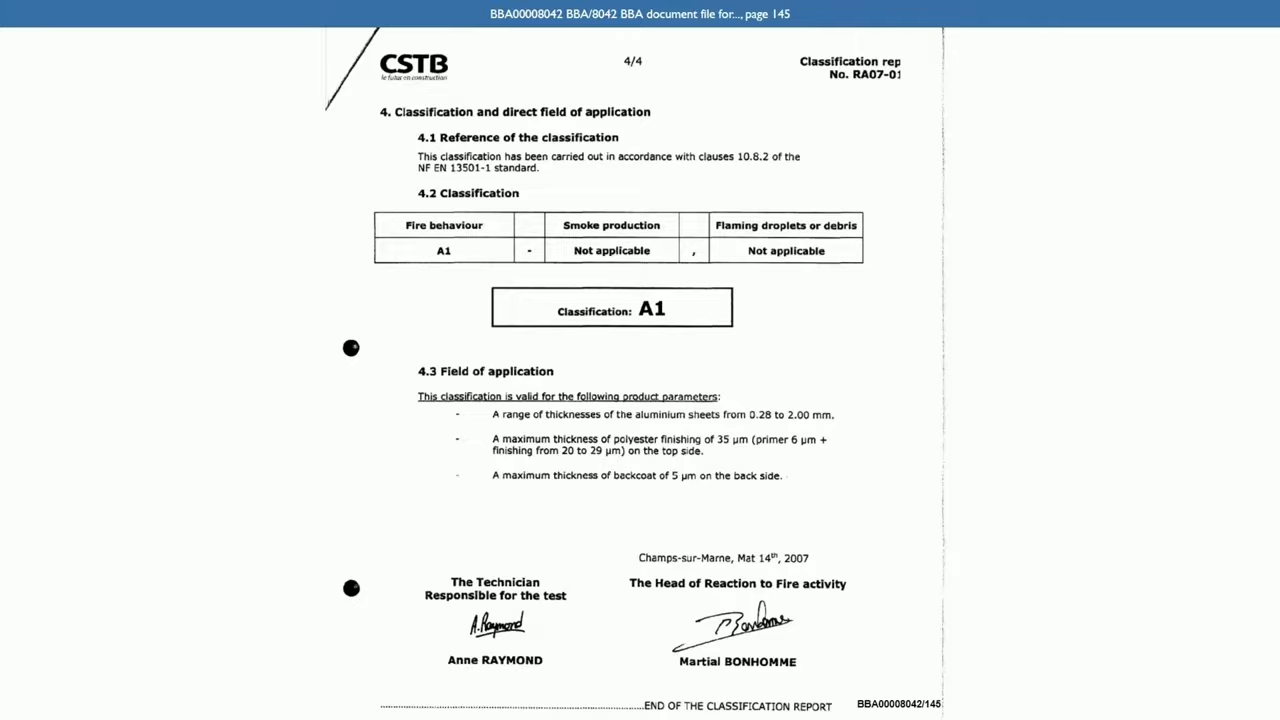 BBA00008042 BBA/8042 BBA document file for..., page 145
CSTB
le futur en construction
4/4
Classification rep
No. RA07-01
4. Classification and direct field of application
4.1 Reference of the classification
This classification has been carried out in accordance with clauses 10.8.2 of the
NF EN 13501-1 standard.
4.2 Classification
Fire behaviour Smoke production Flaming droplets or debris
A1 - Not applicable , Not applicable
Classification: A1
4.3 Field of application
This classification is valid for the following product parameters:
- A range of thicknesses of the aluminium sheets from 0.28 to 2.00 mm.
- A maximum thickness of polyester finishing of 35 µm (primer 6 µm +
finishing from 20 to 29 µm) on the top side.
- A maximum thickness of backcoat of 5 µm on the back side.
Champs-sur-Marne, Mat 14th, 2007
The Technician
Responsible for the test
The Head of Reaction to Fire activity
A.Raymond
Anne RAYMOND
Martial BONHOMME
END OF THE CLASSIFICATION REPORT
BBA00008042/145